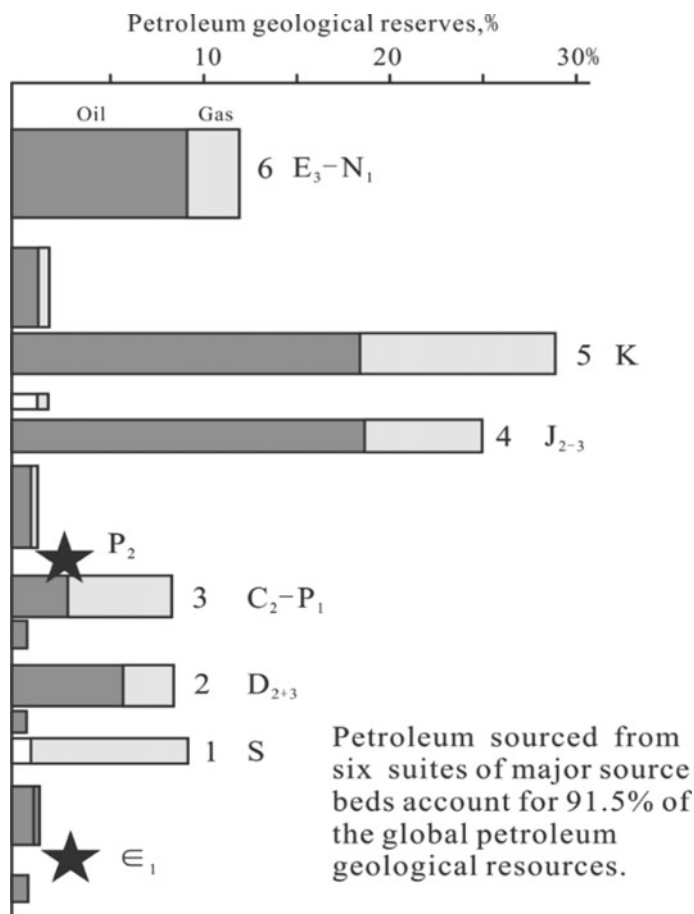 Petroleum geological reserves,%
10 20 30%
Oil Gas
6 E₃−N₁
5 K
4 J₂₋₃
P₂
3 C₂−P₁
2 D₂₊₃
1 S
∈₁
Petroleum sourced from
six suites of major source
beds account for 91.5% of
the global petroleum
geological resources.